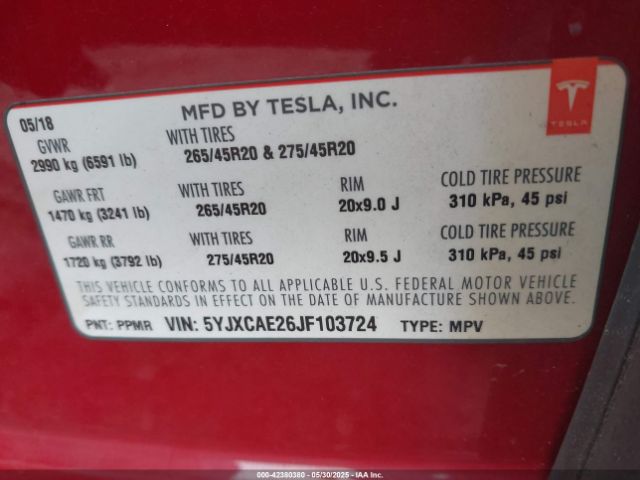 MFD BY TESLA, INC.
TESLA
05/18
GVWR
2990 kg (6591 lb)
WITH TIRES
265/45R20 & 275/45R20
GAWR FRT
1470 kg (3241 lb)
WITH TIRES
265/45R20
RIM
20x9.0 J
COLD TIRE PRESSURE
310 kPa, 45 psi
GAWR RR
1720 kg (3792 lb)
WITH TIRES
275/45R20
RIM
20x9.5 J
COLD TIRE PRESSURE
310 kPa, 45 psi
THIS VEHICLE CONFORMS TO ALL APPLICABLE U.S. FEDERAL MOTOR VEHICLE
SAFETY STANDARDS IN EFFECT ON THE DATE OF MANUFACTURE SHOWN ABOVE.
PNT: PPMR VIN: 5YJXCAE26JF103724 TYPE: MPV
000-42380380 - 05/30/2025 - IAA Inc.